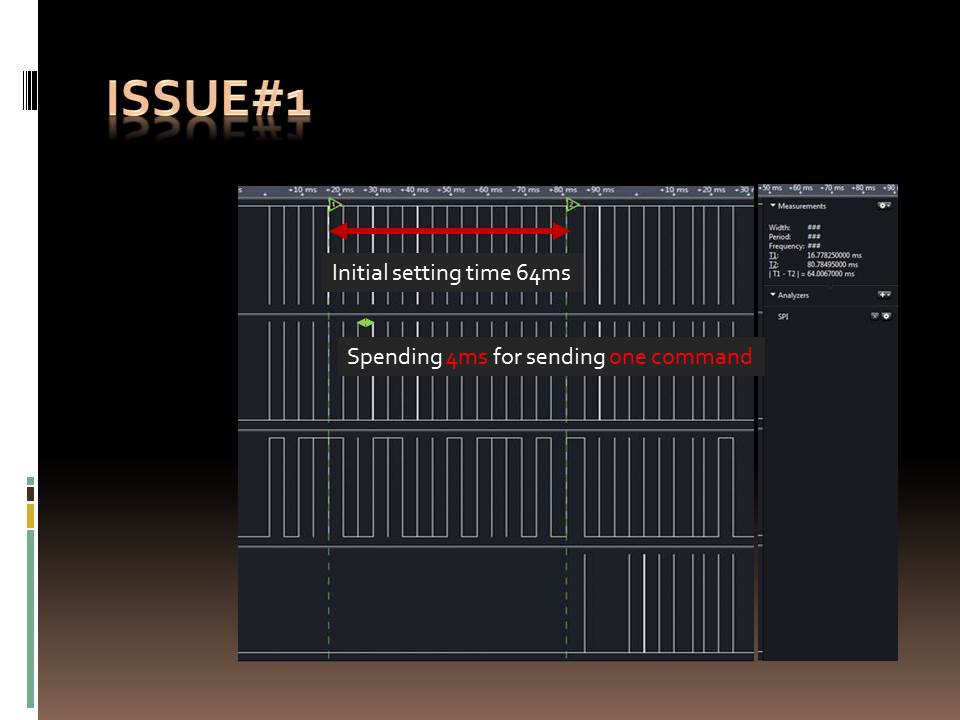 ISSUE#1
s +10 ms +20 ms +30 ms +40 ms +50 ms +60 ms +70 ms +80 ms +90 ms +10 ms +20 ms +30 m
+50 ms +60 ms +70 ms +80 ms +90
1 2
Initial setting time 64ms
Spending 4ms for sending one command
Measurements
Width: ###
Period: ###
Frequency: ###
T1: 16.778250000 ms
T2: 80.78495000 ms
| T1 - T2 | = 64.0067000 ms
Analyzers
SPI